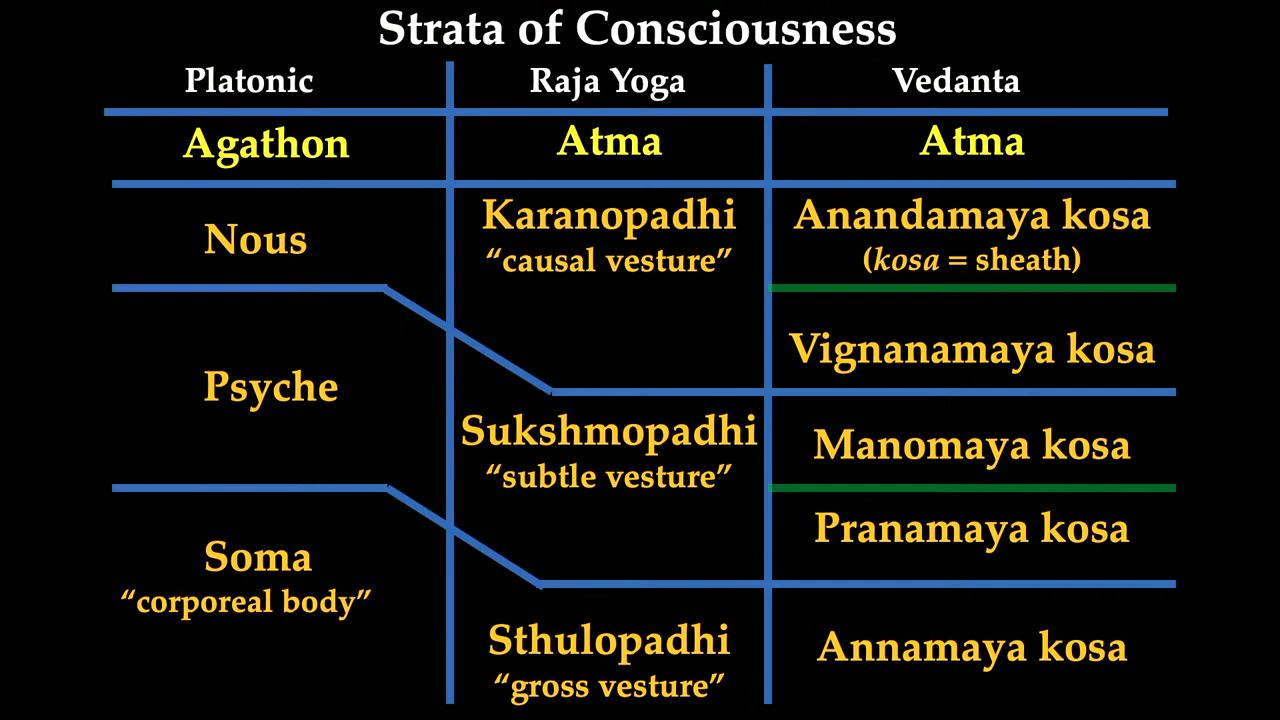 Strata of Consciousness
Platonic Raja Yoga Vedanta
Agathon Atma Atma
Nous Karanopadhi Anandamaya kosa
“causal vesture” (kosa = sheath)
Vignanamaya kosa
Psyche
Sukshmopadhi Manomaya kosa
“subtle vesture”
Pranamaya kosa
Soma
“corporeal body”
Sthulopadhi Annamaya kosa
“gross vesture”